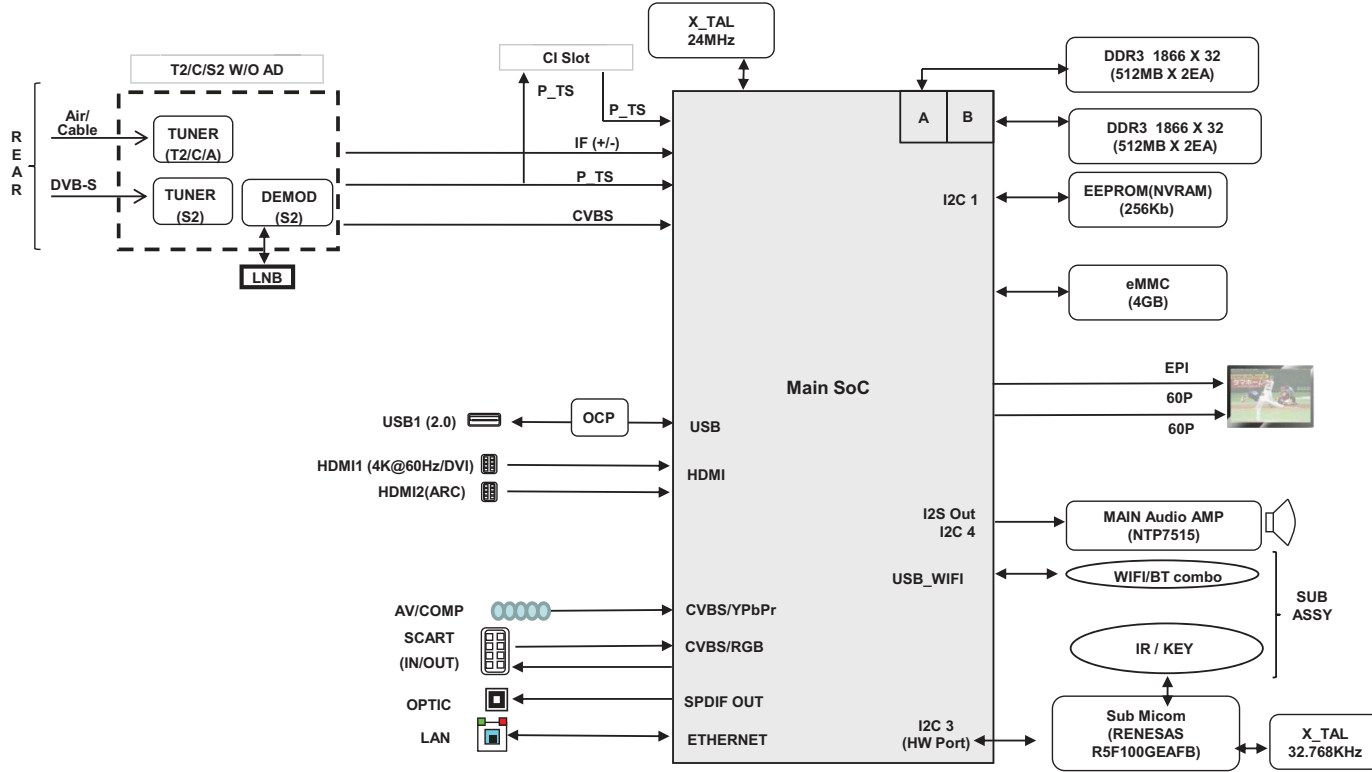 X_TAL
24MHz
CI Slot
T2/C/S2 W/O AD
P_TS
P_TS
DDR3 1866 X 32
(512MB X 2EA)
A
B
DDR3 1866 X 32
(512MB X 2EA)
R
E
A
R
Air/
Cable
TUNER
(T2/C/A)
IF (+/-)
P_TS
DVB-S
TUNER
(S2)
DEMOD
(S2)
CVBS
LNB
I2C 1
EEPROM(NVRAM)
(256Kb)
eMMC
(4GB)
Main SoC
EPI
60P
60P
USB1 (2.0)
OCP
USB
HDMI1 (4K@60Hz/DVI)
HDMI
HDMI2(ARC)
I2S Out
I2C 4
MAIN Audio AMP
(NTP7515)
USB_WIFI
WIFI/BT combo
SUB
ASSY
IR / KEY
AV/COMP
CVBS/YPbPr
SCART
(IN/OUT)
CVBS/RGB
OPTIC
SPDIF OUT
LAN
ETHERNET
I2C 3
(HW Port)
Sub Micom
(RENESAS
R5F100GEAFB)
X_TAL
32.768KHz